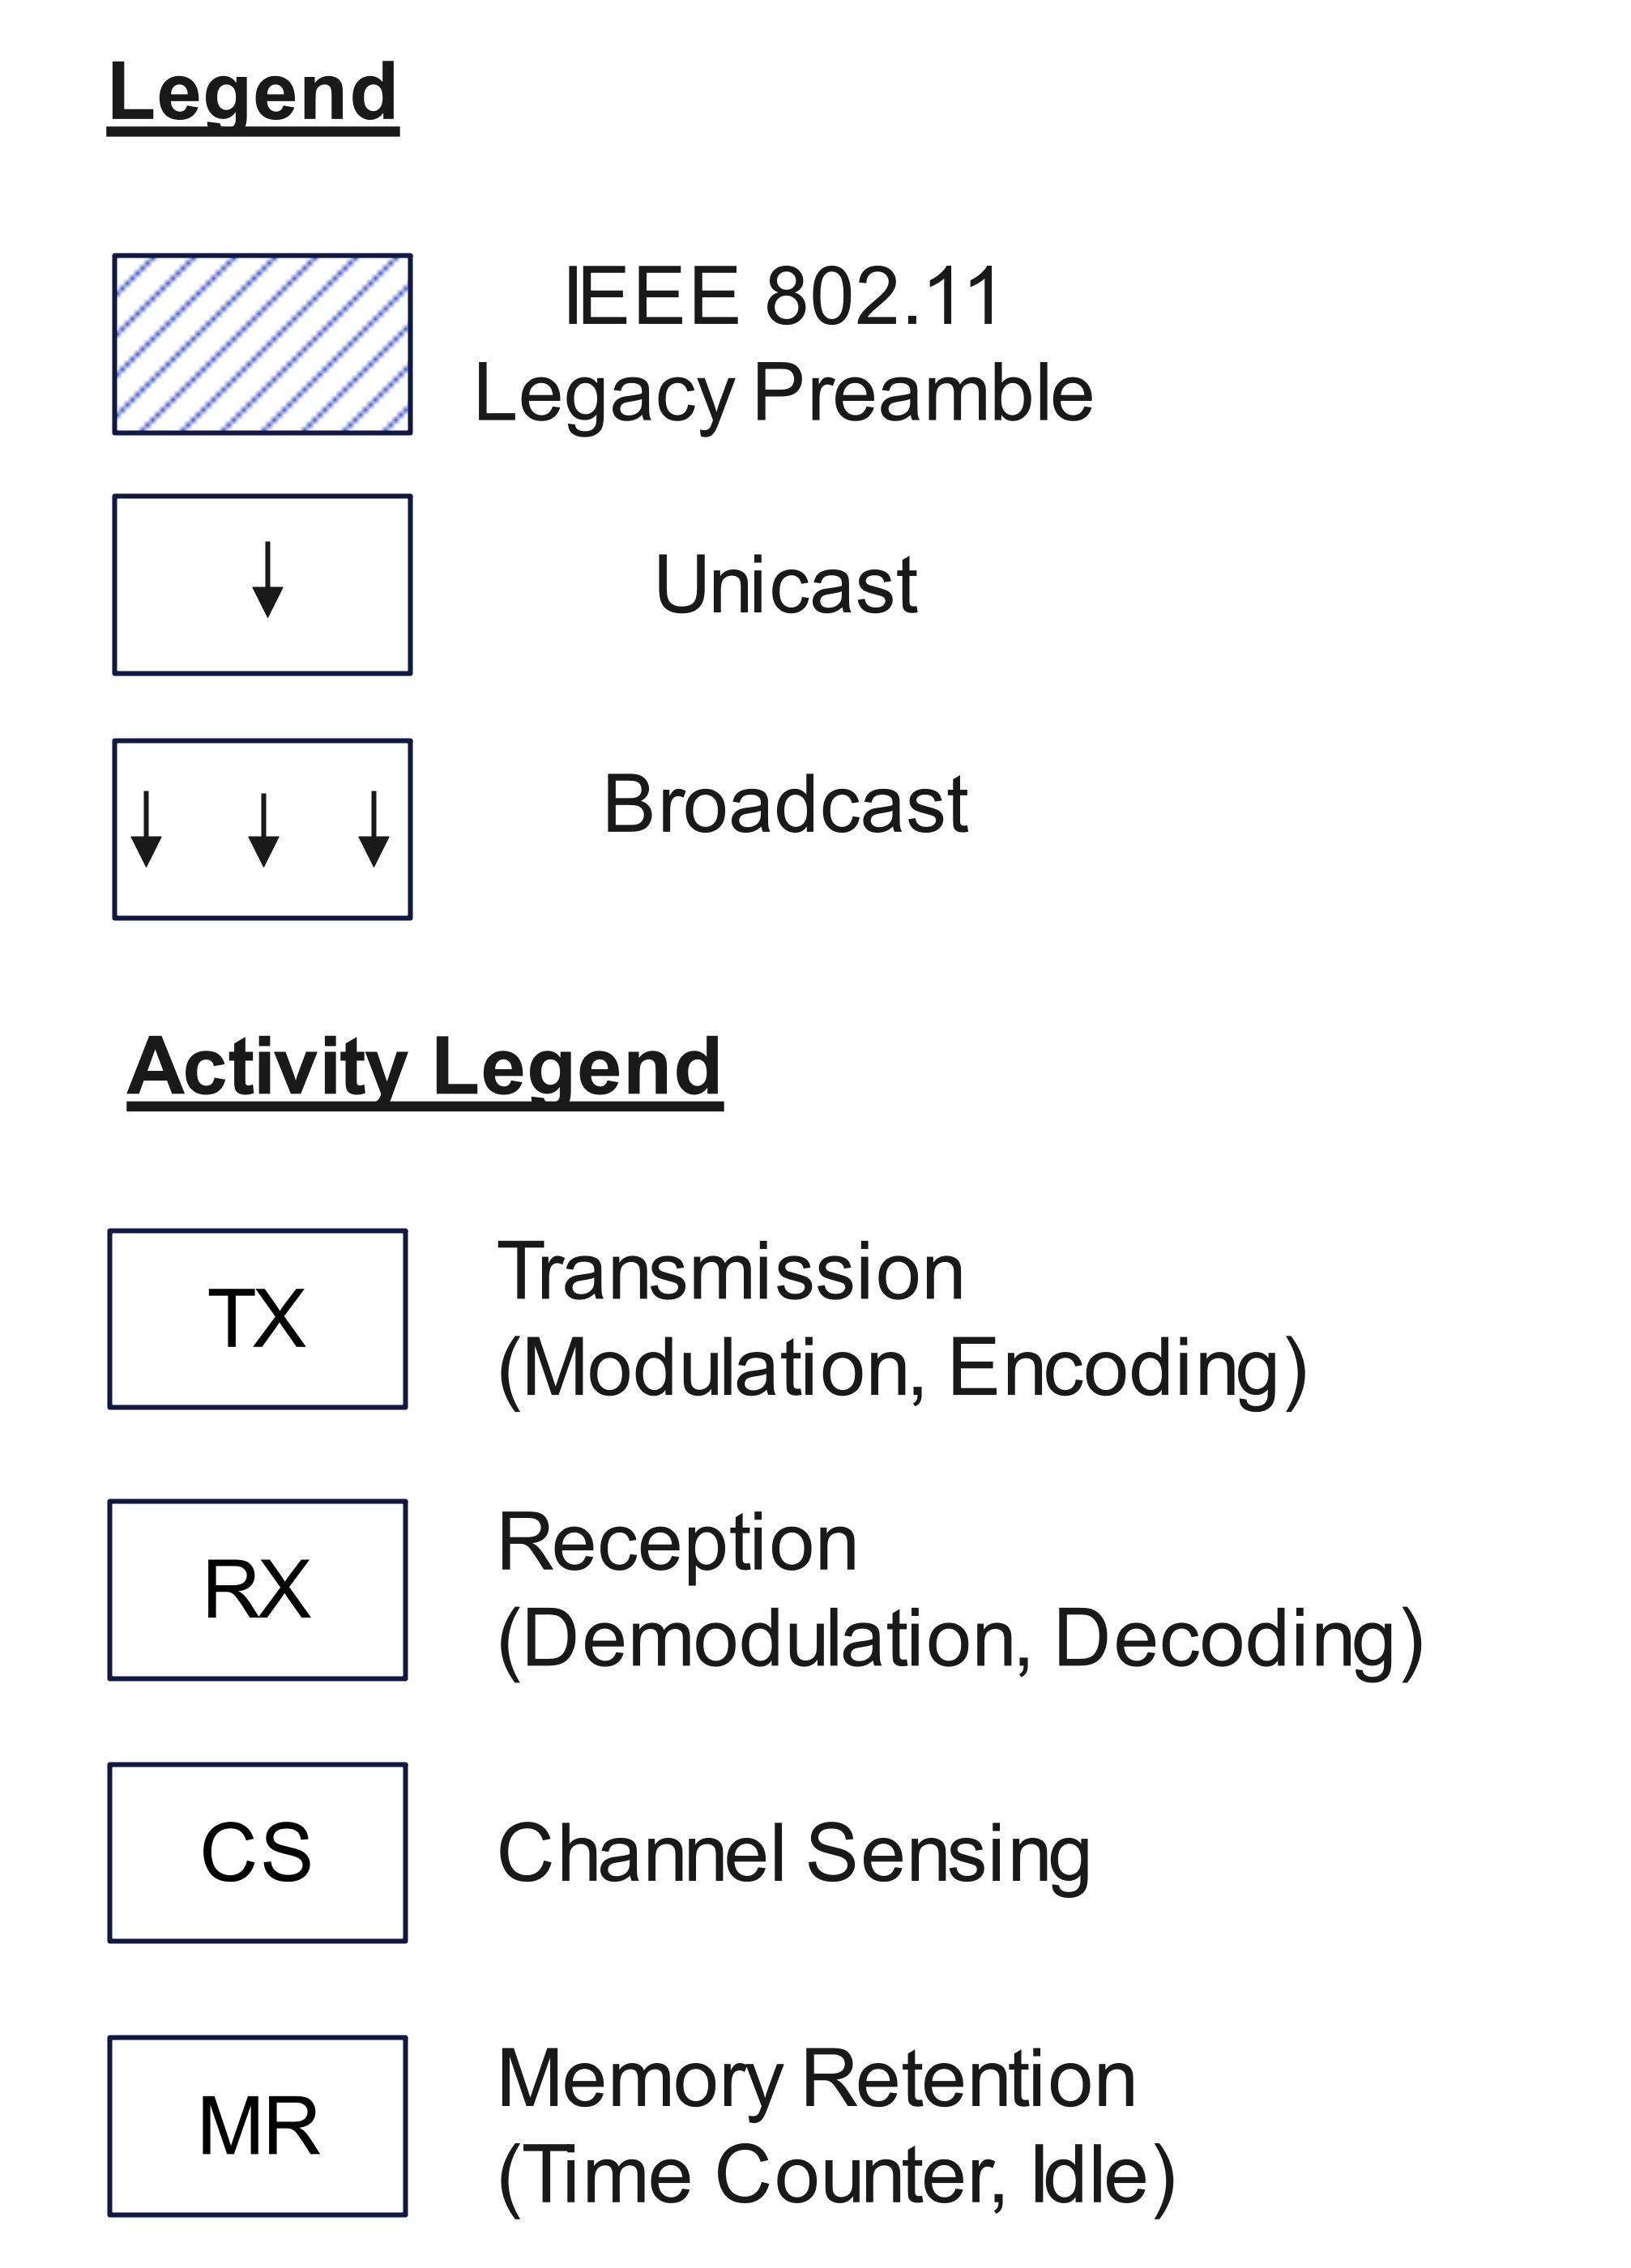 Legend
IEEE 802.11
Legacy Preamble
Unicast
Broadcast
Activity Legend
TX
Transmission
(Modulation, Encoding)
RX
Reception
(Demodulation, Decoding)
CS
Channel Sensing
MR
Memory Retention
(Time Counter, Idle)